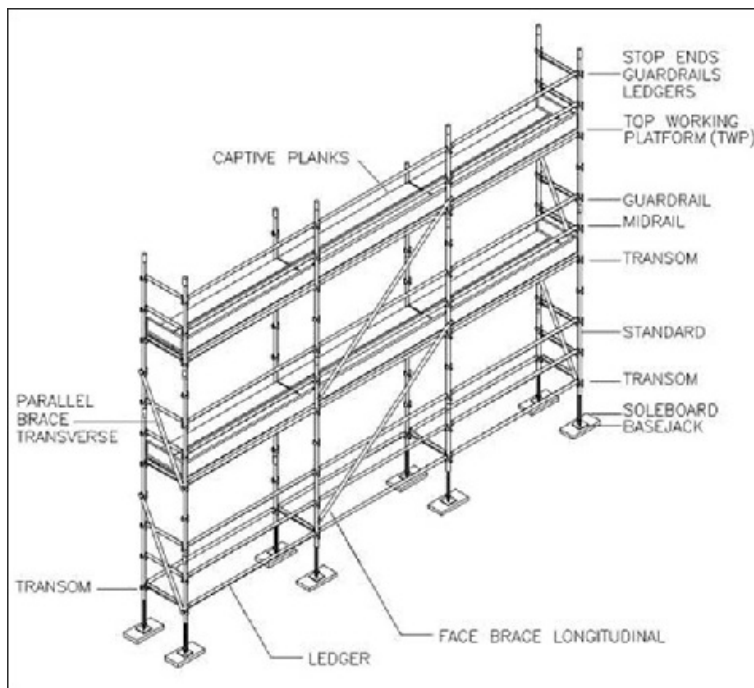 STOP ENDS
GUARDRAILS
LEDGERS
TOP WORKING
PLATFORM (TWP)
CAPTIVE PLANKS
GUARDRAIL
MIDRAIL
TRANSOM
STANDARD
TRANSOM
PARALLEL
BRACE
TRANSVERSE
SOLEBOARD
BASEJACK
TRANSOM
FACE BRACE LONGITUDINAL
LEDGER